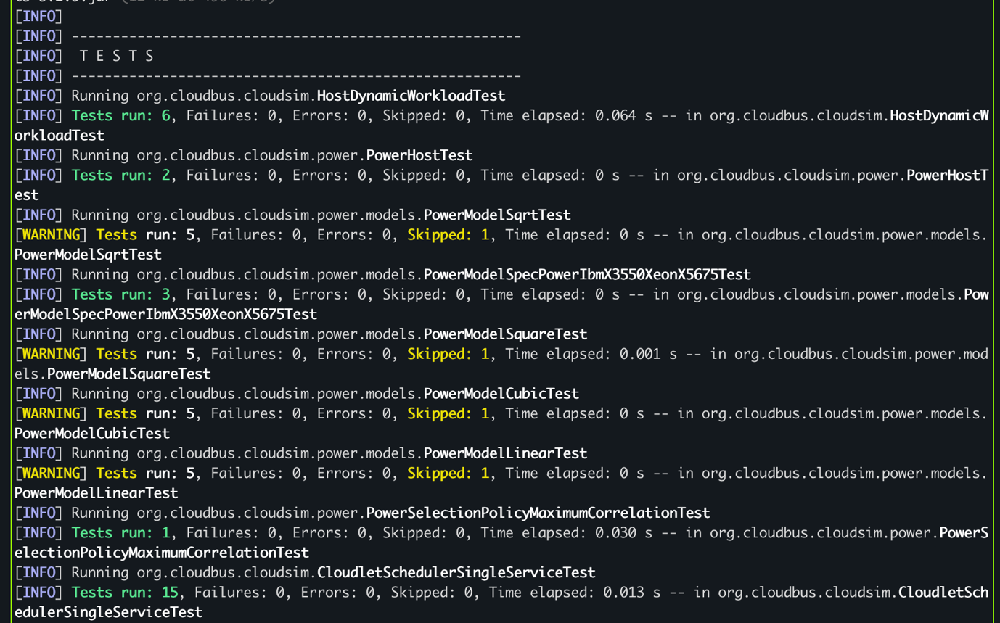 [INFO]
[INFO] -------------------------------------------------------
[INFO]  T E S T S
[INFO] -------------------------------------------------------
[INFO] Running org.cloudbus.cloudsim.HostDynamicWorkloadTest
[INFO] Tests run: 6, Failures: 0, Errors: 0, Skipped: 0, Time elapsed: 0.064 s -- in org.cloudbus.cloudsim.HostDynamicW
orkloadTest
[INFO] Running org.cloudbus.cloudsim.power.PowerHostTest
[INFO] Tests run: 2, Failures: 0, Errors: 0, Skipped: 0, Time elapsed: 0 s -- in org.cloudbus.cloudsim.power.PowerHostT
est
[INFO] Running org.cloudbus.cloudsim.power.models.PowerModelSqrtTest
[WARNING] Tests run: 5, Failures: 0, Errors: 0, Skipped: 1, Time elapsed: 0 s -- in org.cloudbus.cloudsim.power.models.
PowerModelSqrtTest
[INFO] Running org.cloudbus.cloudsim.power.models.PowerModelSpecPowerIbmX3550XeonX5675Test
[INFO] Tests run: 3, Failures: 0, Errors: 0, Skipped: 0, Time elapsed: 0 s -- in org.cloudbus.cloudsim.power.models.Pow
erModelSpecPowerIbmX3550XeonX5675Test
[INFO] Running org.cloudbus.cloudsim.power.models.PowerModelSquareTest
[WARNING] Tests run: 5, Failures: 0, Errors: 0, Skipped: 1, Time elapsed: 0.001 s -- in org.cloudbus.cloudsim.power.mod
els.PowerModelSquareTest
[INFO] Running org.cloudbus.cloudsim.power.models.PowerModelCubicTest
[WARNING] Tests run: 5, Failures: 0, Errors: 0, Skipped: 1, Time elapsed: 0 s -- in org.cloudbus.cloudsim.power.models.
PowerModelCubicTest
[INFO] Running org.cloudbus.cloudsim.power.models.PowerModelLinearTest
[WARNING] Tests run: 5, Failures: 0, Errors: 0, Skipped: 1, Time elapsed: 0 s -- in org.cloudbus.cloudsim.power.models.
PowerModelLinearTest
[INFO] Running org.cloudbus.cloudsim.power.PowerSelectionPolicyMaximumCorrelationTest
[INFO] Tests run: 1, Failures: 0, Errors: 0, Skipped: 0, Time elapsed: 0.030 s -- in org.cloudbus.cloudsim.power.PowerS
electionPolicyMaximumCorrelationTest
[INFO] Running org.cloudbus.cloudsim.CloudletSchedulerSingleServiceTest
[INFO] Tests run: 15, Failures: 0, Errors: 0, Skipped: 0, Time elapsed: 0.013 s -- in org.cloudbus.cloudsim.CloudletSch
edulerSingleServiceTest